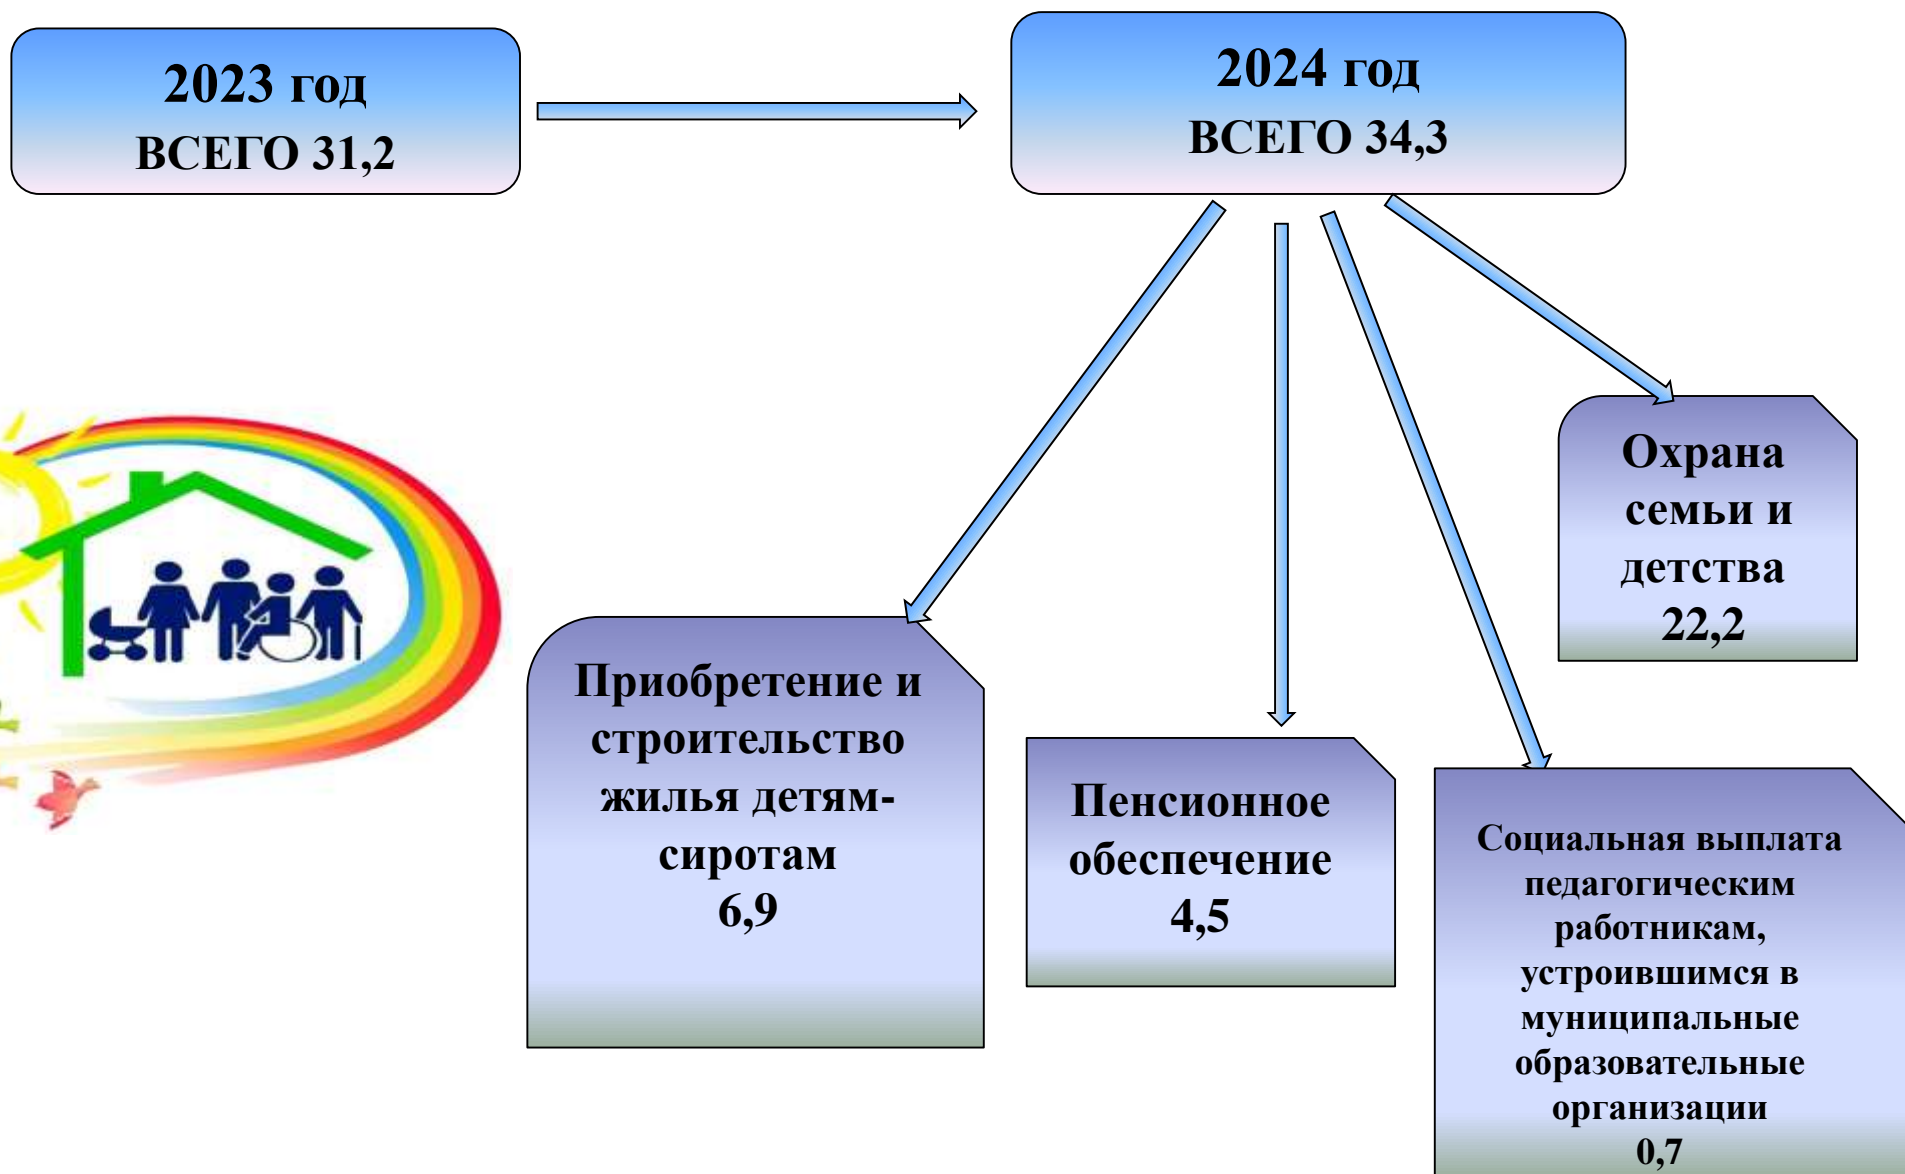 2023 год
ВСЕГО 31,2
2024 год
ВСЕГО 34,3
Охрана
семьи и
детства
22,2
Приобретение и
строительство
жилья детям-
сиротам
6,9
Пенсионное
обеспечение
4,5
Социальная выплата
педагогическим
работникам,
устроившимся в
муниципальные
образовательные
организации
0,7